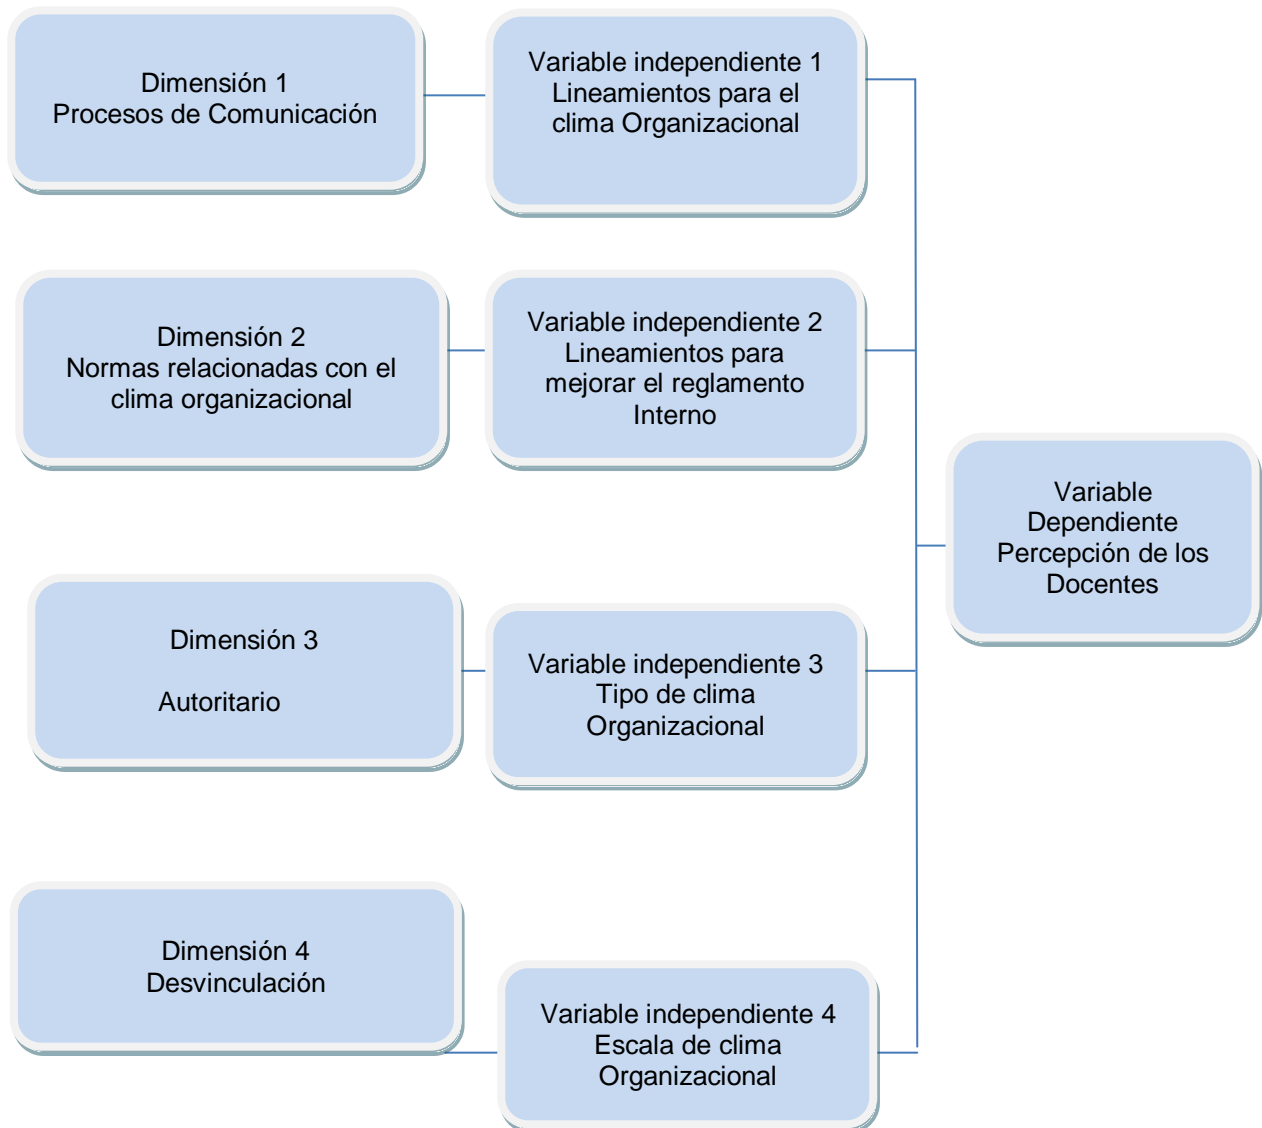 Dimensión 1
Procesos de Comunicación
Variable independiente 1
Lineamientos para el
clima Organizacional
Dimensión 2
Normas relacionadas con el
clima organizacional
Variable independiente 2
Lineamientos para
mejorar el reglamento
Interno
Variable
Dependiente
Percepción de los
Docentes
Dimensión 3
Autoritario
Variable independiente 3
Tipo de clima
Organizacional
Dimensión 4
Desvinculación
Variable independiente 4
Escala de clima
Organizacional